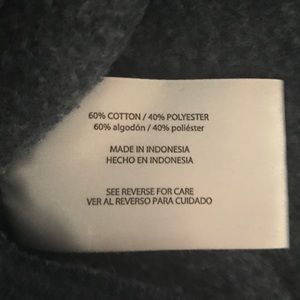 60% COTTON / 40% POLYESTER
60% algodón / 40% poliéster
MADE IN INDONESIA
HECHO EN INDONESIA
SEE REVERSE FOR CARE
VER AL REVERSO PARA CUIDADO